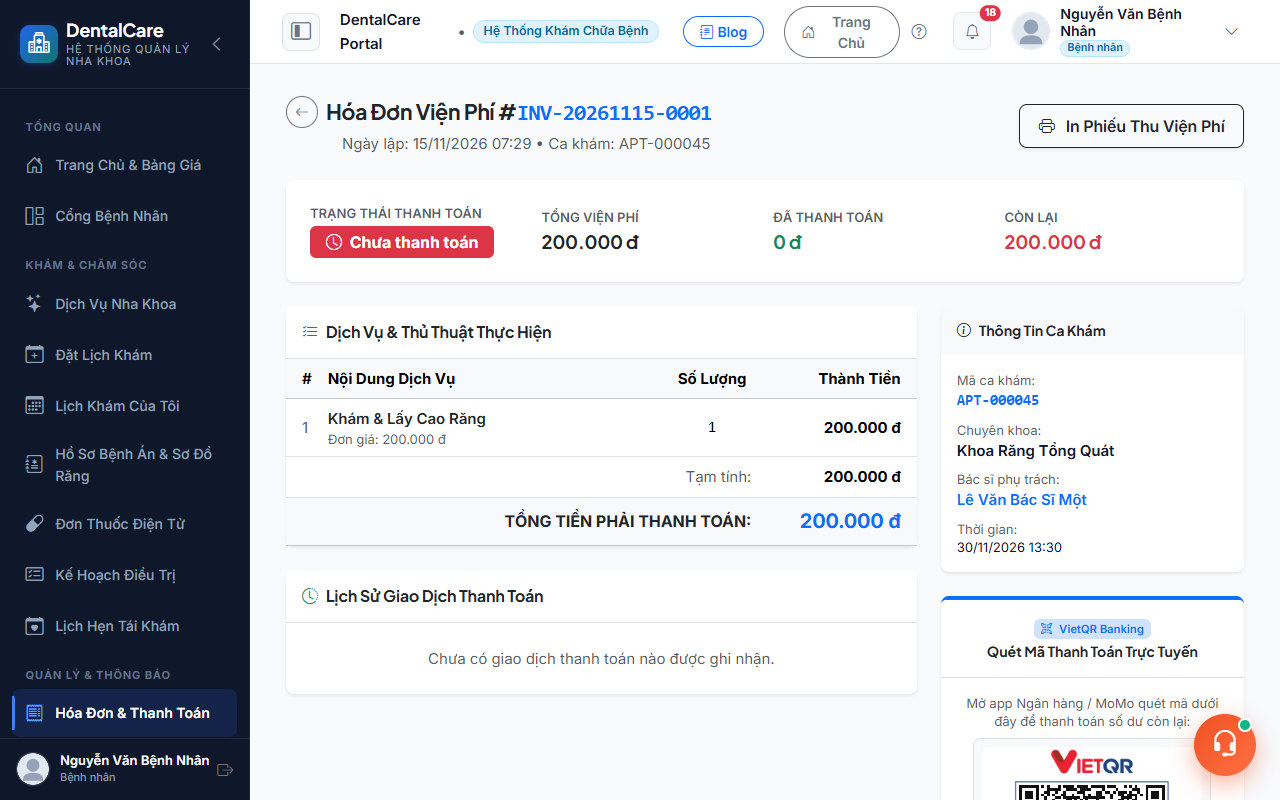 DentalCare
HỆ THỐNG QUẢN LÝ
NHA KHOA
TỔNG QUAN
Trang Chủ & Bảng Giá
Cổng Bệnh Nhân
KHÁM & CHĂM SÓC
Dịch Vụ Nha Khoa
Đặt Lịch Khám
Lịch Khám Của Tôi
Hồ Sơ Bệnh Án & Sơ Đồ
Răng
Đơn Thuốc Điện Tử
Kế Hoạch Điều Trị
Lịch Hẹn Tái Khám
QUẢN LÝ & THÔNG BÁO
Hóa Đơn & Thanh Toán
Nguyễn Văn Bệnh Nhân
Bệnh nhân
DentalCare
Portal
• Hệ Thống Khám Chữa Bệnh
Blog
Trang
Chủ
18
Nguyễn Văn Bệnh
Nhân
Bệnh nhân
Hóa Đơn Viện Phí #INV-20261115-0001
Ngày lập: 15/11/2026 07:29 • Ca khám: APT-000045
In Phiếu Thu Viện Phí
TRẠNG THÁI THANH TOÁN
Chưa thanh toán
TỔNG VIỆN PHÍ
200.000 đ
ĐÃ THANH TOÁN
0 đ
CÒN LẠI
200.000 đ
Dịch Vụ & Thủ Thuật Thực Hiện
# Nội Dung Dịch Vụ Số Lượng Thành Tiền
1 Khám & Lấy Cao Răng 1 200.000 đ
Đơn giá: 200.000 đ
Tạm tính: 200.000 đ
TỔNG TIỀN PHẢI THANH TOÁN: 200.000 đ
Lịch Sử Giao Dịch Thanh Toán
Chưa có giao dịch thanh toán nào được ghi nhận.
Thông Tin Ca Khám
Mã ca khám:
APT-000045
Chuyên khoa:
Khoa Răng Tổng Quát
Bác sĩ phụ trách:
Lê Văn Bác Sĩ Một
Thời gian:
30/11/2026 13:30
VietQR Banking
Quét Mã Thanh Toán Trực Tuyến
Mở app Ngân hàng / MoMo quét mã dưới
đây để thanh toán số dư còn lại:
VIETQR